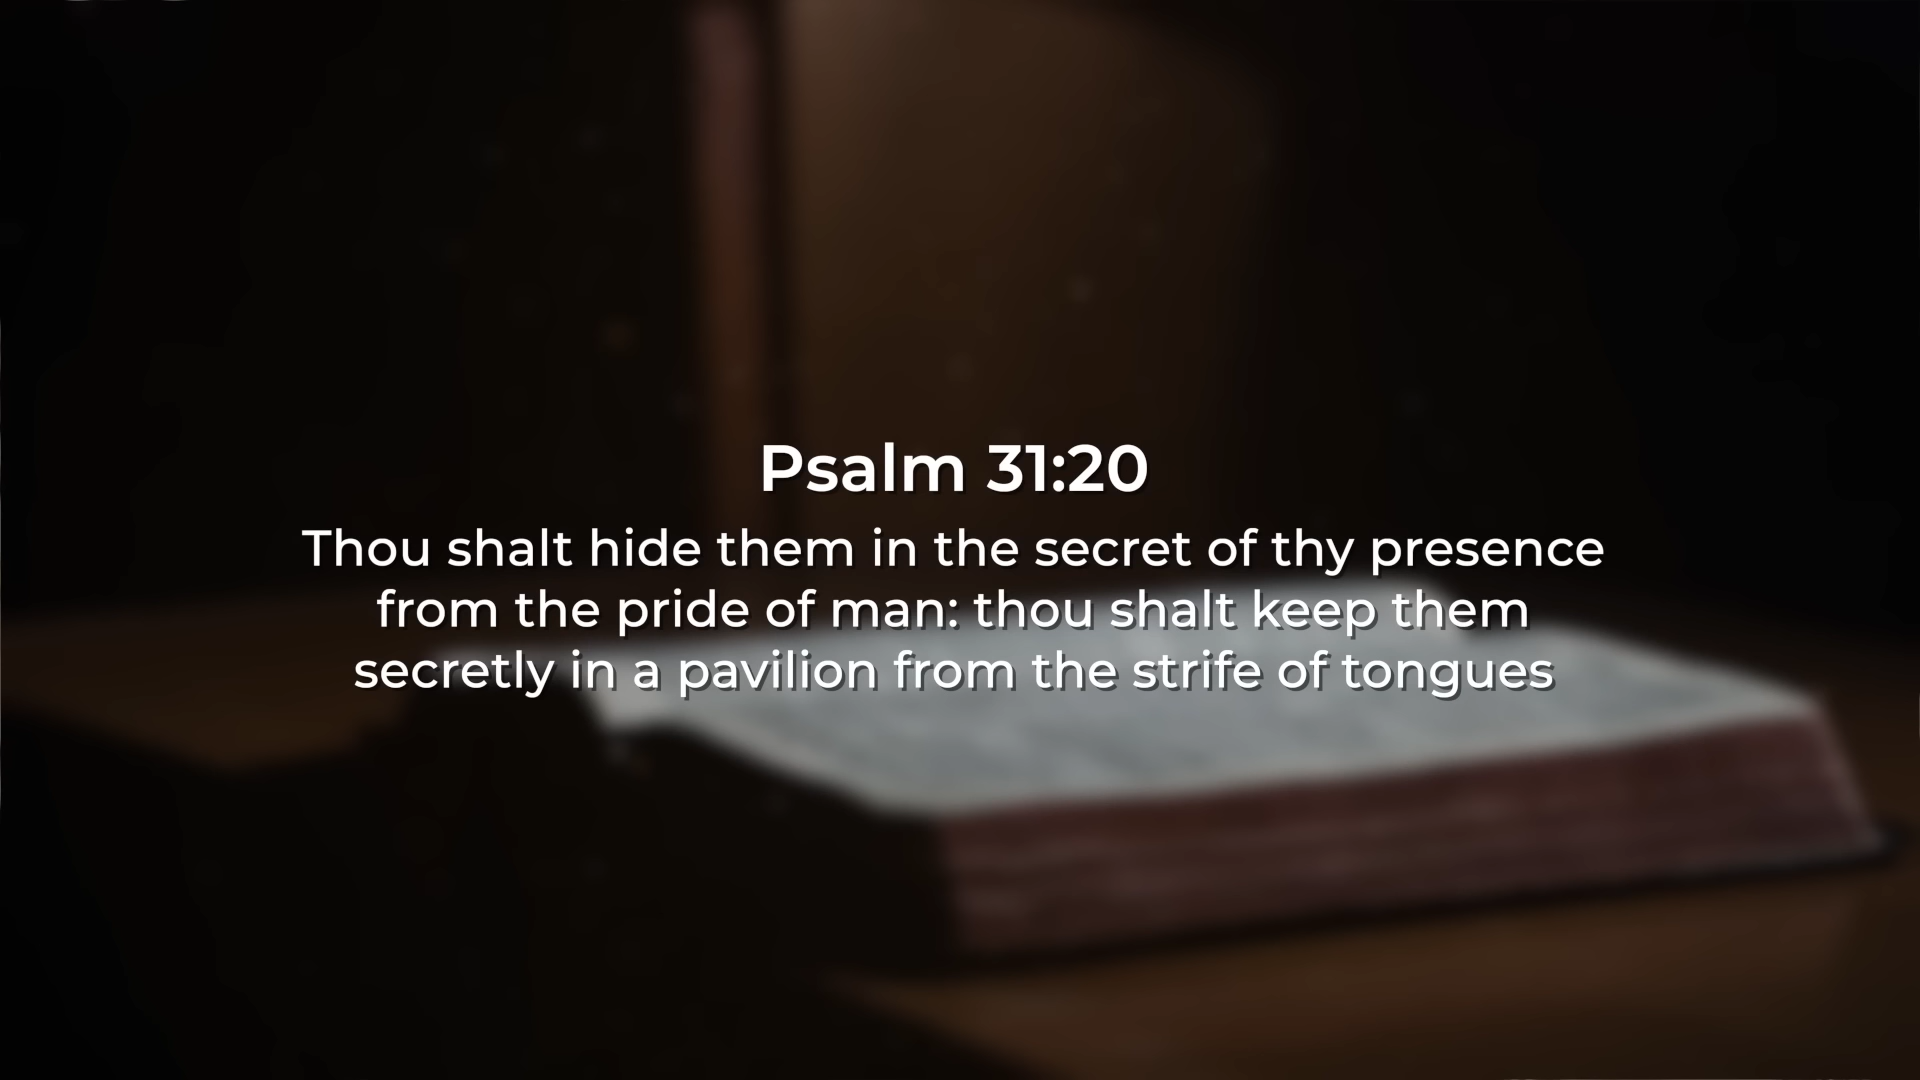 Psalm 31:20
Thou shalt hide them in the secret of thy presence
from the pride of man: thou shalt keep them
secretly in a pavilion from the strife of tongues